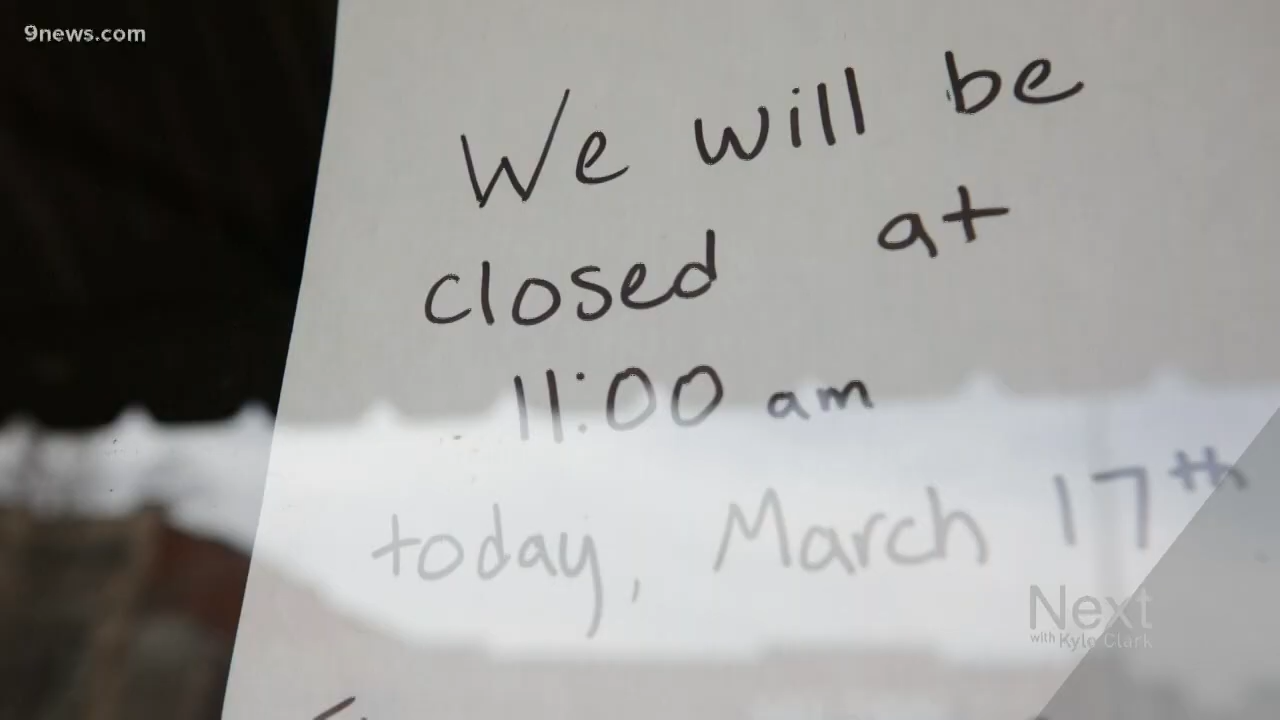 9news.com
We will be
closed at
11:00 am
today, March 17th
Next
with Kyle Clark